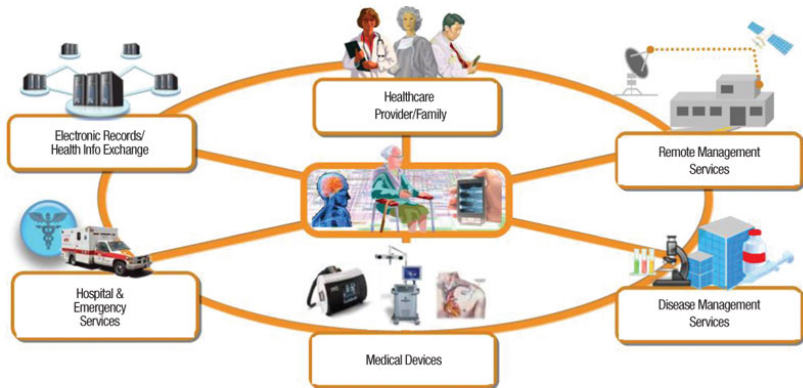 Healthcare
Provider/Family
Electronic Records/
Health Info Exchange
Remote Management
Services
Hospital &
Emergency
Services
Disease Management
Services
Medical Devices